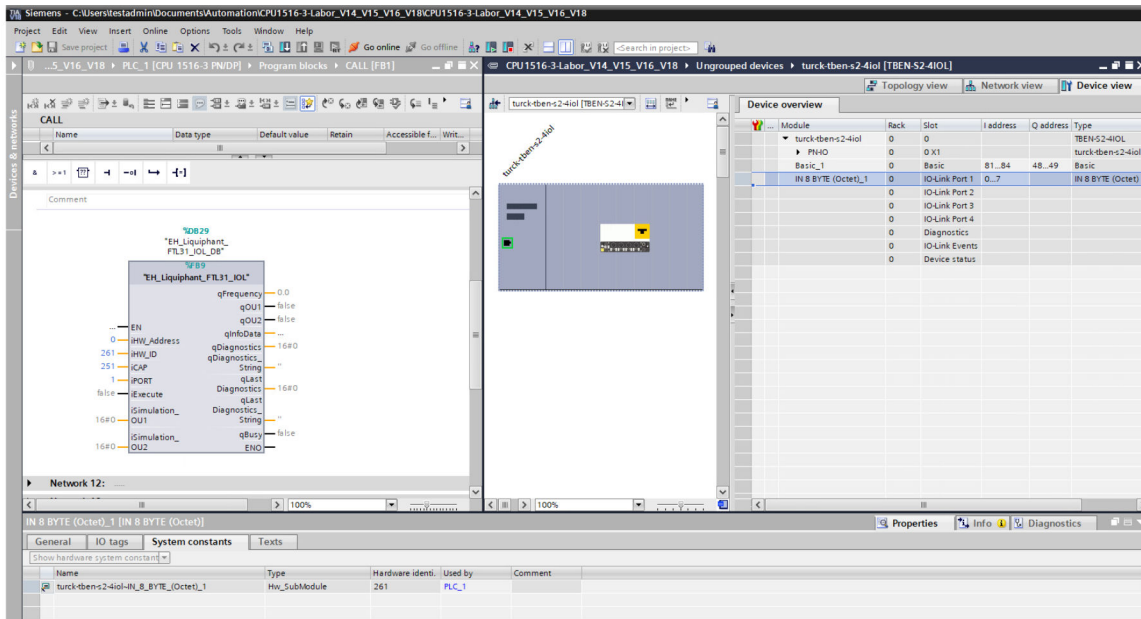 Siemens - C:\Users\testadmin\Documents\Automation\CPU1516-3-Labor_V14_V15_V16_V18\CPU1516-3-Labor_V14_V15_V16_V18
Project Edit View Insert Online Options Tools Window Help
Save project Go online Go offline <Search in project>
...5_V16_V18 PLC_1 [CPU 1516-3 PN/DP] Program blocks CALL [FB1]
CPU1516-3-Labor_V14_V15_V16_V18 Ungrouped devices turck-tben-s2-4iol [TBEN-S2-4IOL]
Topology view Network view Device view
Devices & networks
CALL
Name Data type Default value Retain Accessible f... Writ...
& >=1 [??] -| -o| [=]
Comment
%DB29
"EH_Liquiphant_
FTL31_IOL_DB"
%FB9
"EH_Liquiphant_FTL31_IOL"
qFrequency 0.0
qOU1 false
qOU2 false
... EN
qInfoData ...
0 iHW_Address
qDiagnostics 16#0
261 iHW_ID
qDiagnostics_
String ''
251 iCAP
1 iPORT
qLast
Diagnostics 16#0
false iExecute
qLast
Diagnostics_
String ''
iSimulation_
16#0 OU1
qBusy false
iSimulation_
16#0 OU2
ENO
Network 12: ......
100%
turck-tben-s2-4iol [TBEN-S2-4I
turck-tben-s2-4iol
100%
Device overview
... Module Rack Slot I address Q address Type
turck-tben-s2-4iol 0 0 TBEN-S2-4IOL
PN-IO 0 0 X1 turck-tben-s2-4iol
Basic_1 0 Basic 81...84 48...49 Basic
IN 8 BYTE (Octet)_1 0 IO-Link Port 1 0...7 IN 8 BYTE (Octet)
0 IO-Link Port 2
0 IO-Link Port 3
0 IO-Link Port 4
0 Diagnostics
0 IO-Link Events
0 Device status
IN 8 BYTE (Octet)_1 [IN 8 BYTE (Octet)]
Properties Info Diagnostics
General IO tags System constants Texts
Show hardware system constant
Name Type Hardware identi. Used by Comment
turck-tben-s2-4iol~IN_8_BYTE_(Octet)_1 Hw_SubModule 261 PLC_1